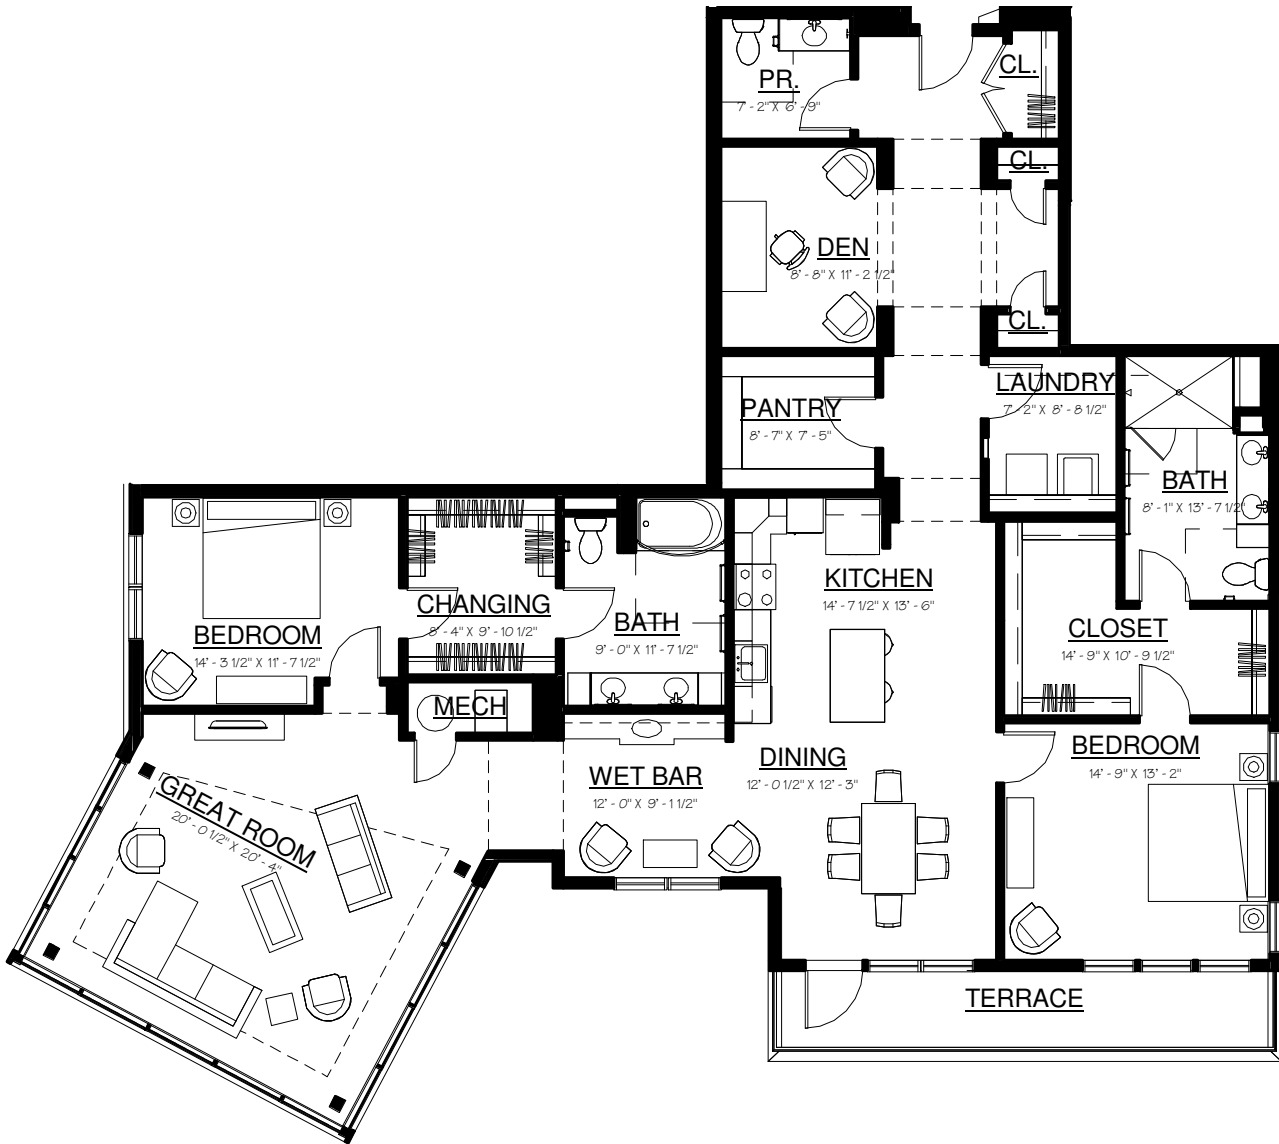 CL.
PR.
7' - 2" X 6' - 9"
CL.
DEN
8' - 8" X 11' - 2 1/2"
CL.
LAUNDRY
7' - 2" X 8' - 8 1/2"
PANTRY
8' - 7" X 7' - 5"
BATH
8' - 1" X 13' - 7 1/2"
KITCHEN
14' - 7 1/2" X 13' - 6"
CHANGING
8' - 4" X 9' - 10 1/2"
BATH
9' - 0" X 11' - 7 1/2"
BEDROOM
14' - 3 1/2" X 11' - 7 1/2"
CLOSET
14' - 9" X 10' - 9 1/2"
MECH
BEDROOM
14' - 9" X 13' - 2"
DINING
12' - 0 1/2" X 12' - 3"
WET BAR
12' - 0" X 9' - 1 1/2"
GREAT ROOM
20' - 0 1/2" X 20' - 4"
TERRACE